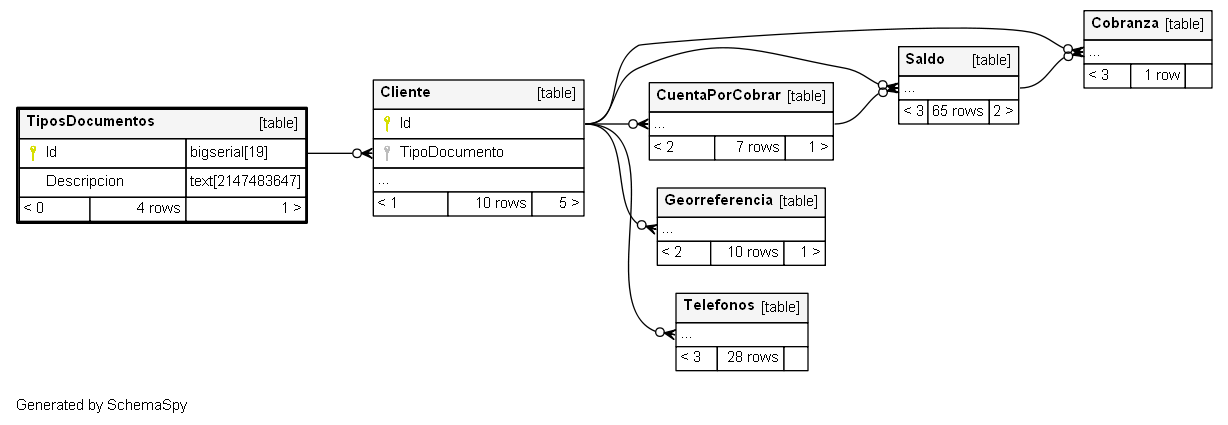 TiposDocumentos [table]
Id bigserial[19]
Descripcion text[2147483647]
< 0 4 rows 1 >
Cliente [table]
Id
TipoDocumento
...
< 1 10 rows 5 >
CuentaPorCobrar [table]
...
< 2 7 rows 1 >
Georreferencia [table]
...
< 2 10 rows 1 >
Telefonos [table]
...
< 3 28 rows
Saldo [table]
...
< 3 65 rows 2 >
Cobranza [table]
...
< 3 1 row
Generated by SchemaSpy